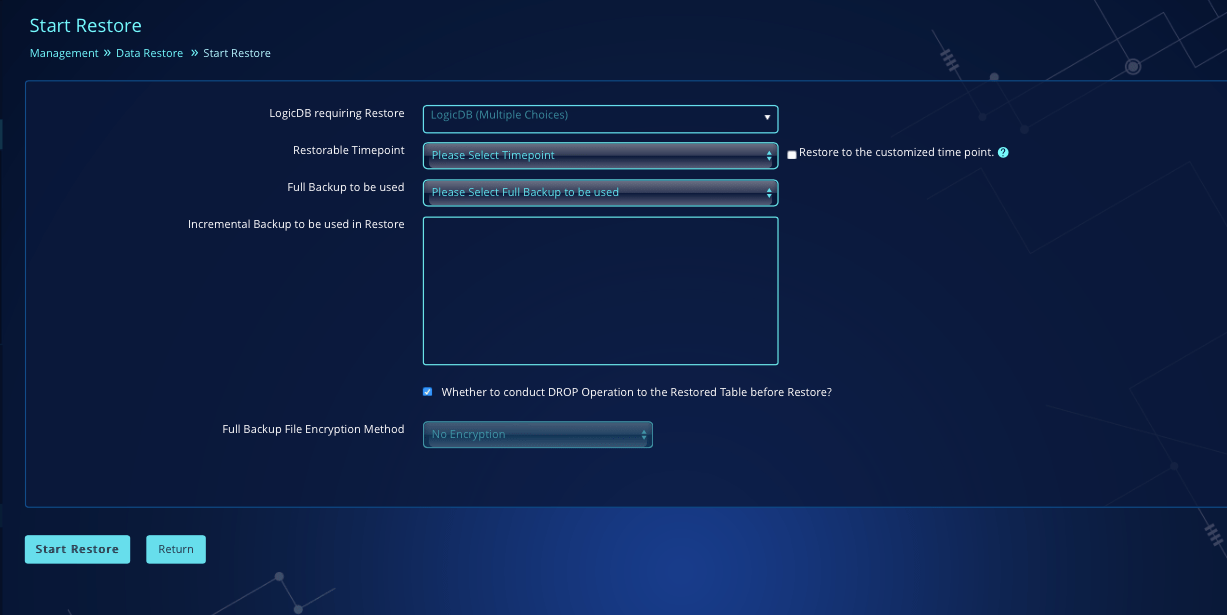 Start Restore
Management » Data Restore » Start Restore
LogicDB requiring Restore LogicDB (Multiple Choices)
Restorable Timepoint Please Select Timepoint Restore to the customized time point. ?
Full Backup to be used Please Select Full Backup to be used
Incremental Backup to be used in Restore
Whether to conduct DROP Operation to the Restored Table before Restore?
Full Backup File Encryption Method No Encryption
Start Restore Return